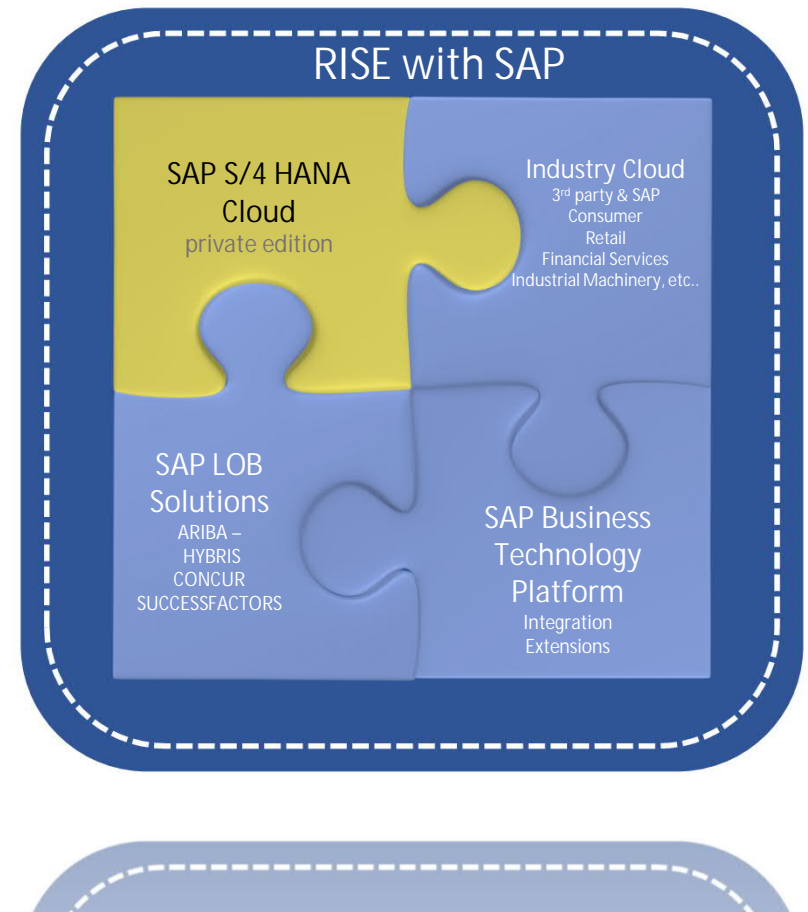 RISE with SAP
SAP S/4 HANA
Cloud
private edition
Industry Cloud
3rd party & SAP
Consumer
Retail
Financial Services
Industrial Machinery, etc..
SAP LOB
Solutions
ARIBA –
HYBRIS
CONCUR
SUCCESSFACTORS
SAP Business
Technology
Platform
Integration
Extensions